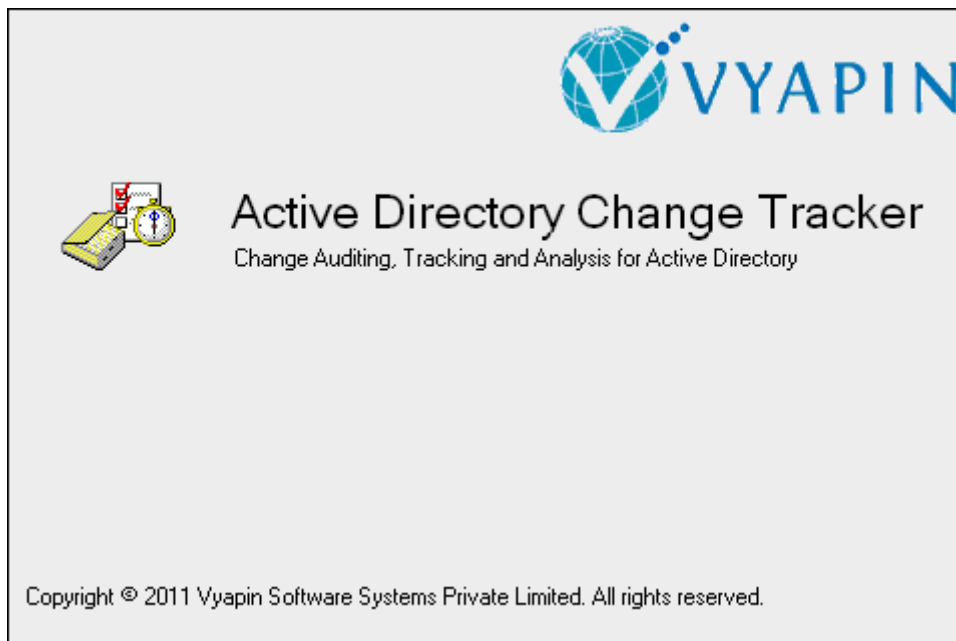 VYAPIN
Active Directory Change Tracker
Change Auditing, Tracking and Analysis for Active Directory
Copyright © 2011 Vyapin Software Systems Private Limited. All rights reserved.